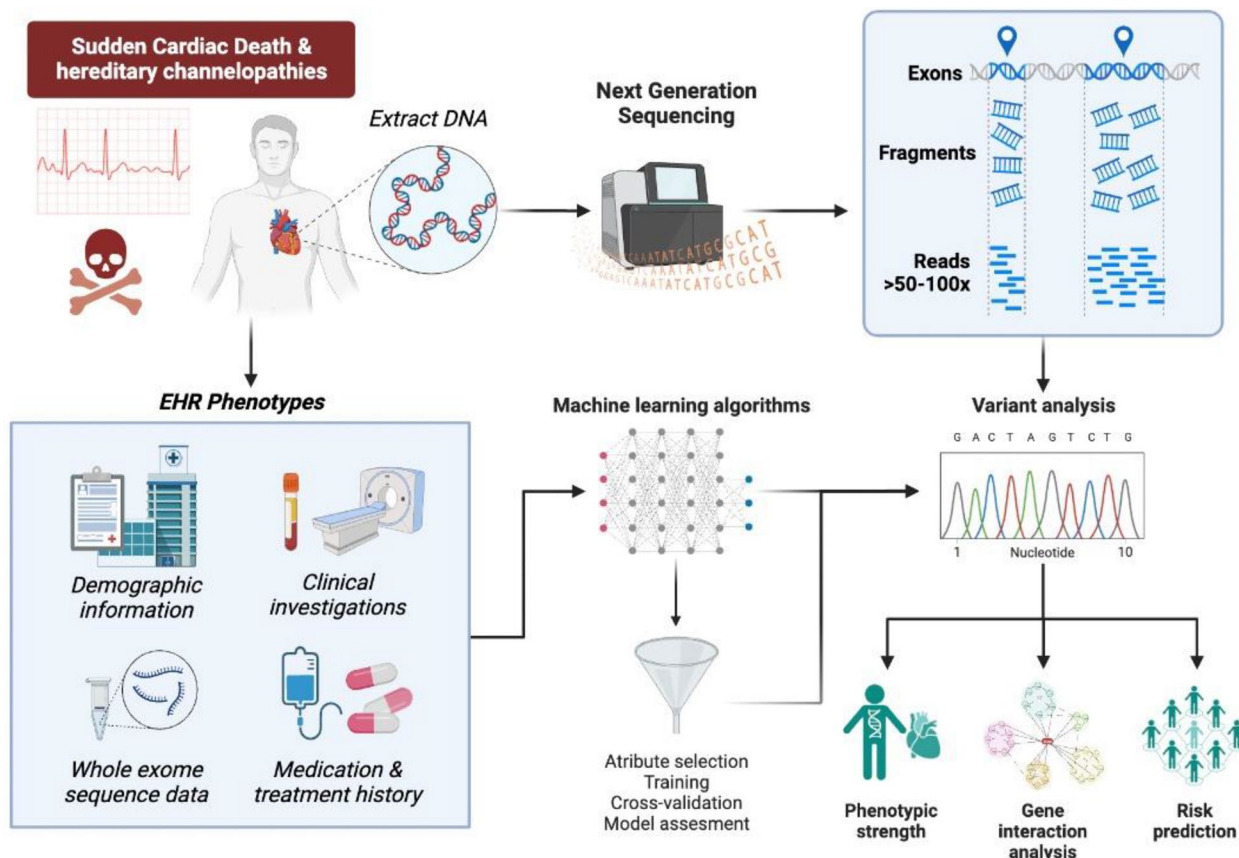 Sudden Cardiac Death &
hereditary channelopathies
Extract DNA
Next Generation
Sequencing
Exons
Fragments
Reads
>50-100x
EHR Phenotypes
Demographic
information
Clinical
investigations
Whole exome
sequence data
Medication &
treatment history
Machine learning algorithms
Atribute selection
Training
Cross-validation
Model assesment
Variant analysis
G A C T A G T C T G
1 Nucleotide 10
Phenotypic
strength
Gene
interaction
analysis
Risk
prediction